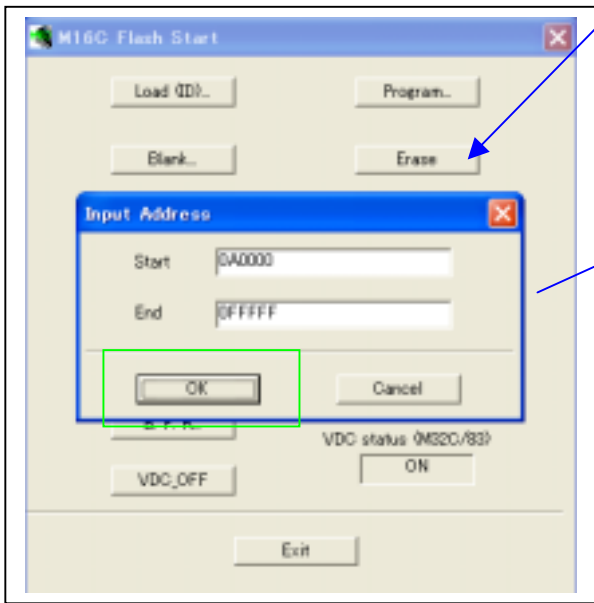 M16C Flash Start
Load (ID)... Program...
Blank... Erase
Input Address
Start 0A0000
End 0FFFFF
OK Cancel
B. F. R...
VDC status (M32C/83)
VDC_OFF ON
Exit